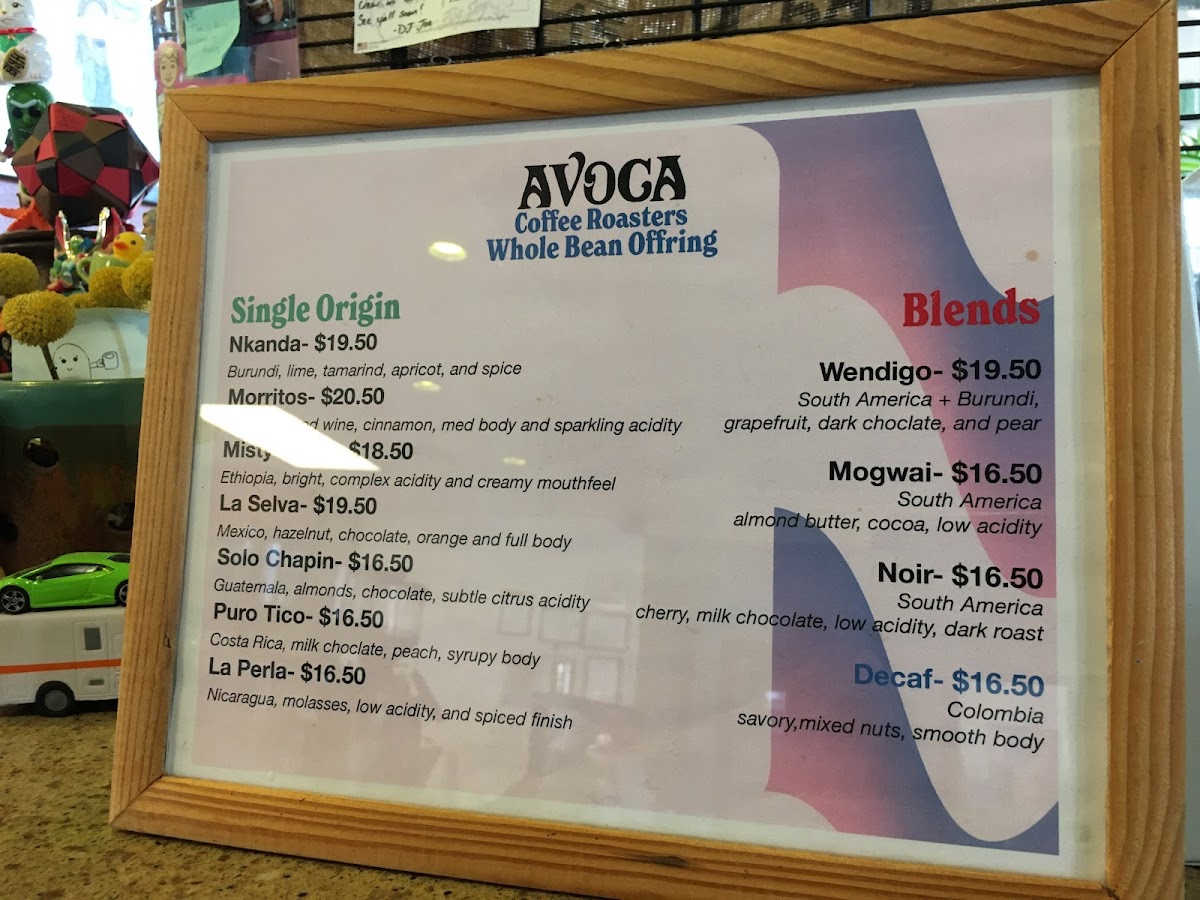 See y'all soon!
-DJ Joe
AVOCA
Coffee Roasters
Whole Bean Offring
Single Origin
Nkanda- $19.50
Burundi, lime, tamarind, apricot, and spice
Morritos- $20.50
wine, cinnamon, med body and sparkling acidity
Misty $18.50
Ethiopia, bright, complex acidity and creamy mouthfeel
La Selva- $19.50
Mexico, hazelnut, chocolate, orange and full body
Solo Chapin- $16.50
Guatemala, almonds, chocolate, subtle citrus acidity
Puro Tico- $16.50
Costa Rica, milk choclate, peach, syrupy body
La Perla- $16.50
Nicaragua, molasses, low acidity, and spiced finish
Blends
Wendigo- $19.50
South America + Burundi,
grapefruit, dark choclate, and pear
Mogwai- $16.50
South America
almond butter, cocoa, low acidity
Noir- $16.50
South America
cherry, milk chocolate, low acidity, dark roast
Decaf- $16.50
Colombia
savory,mixed nuts, smooth body